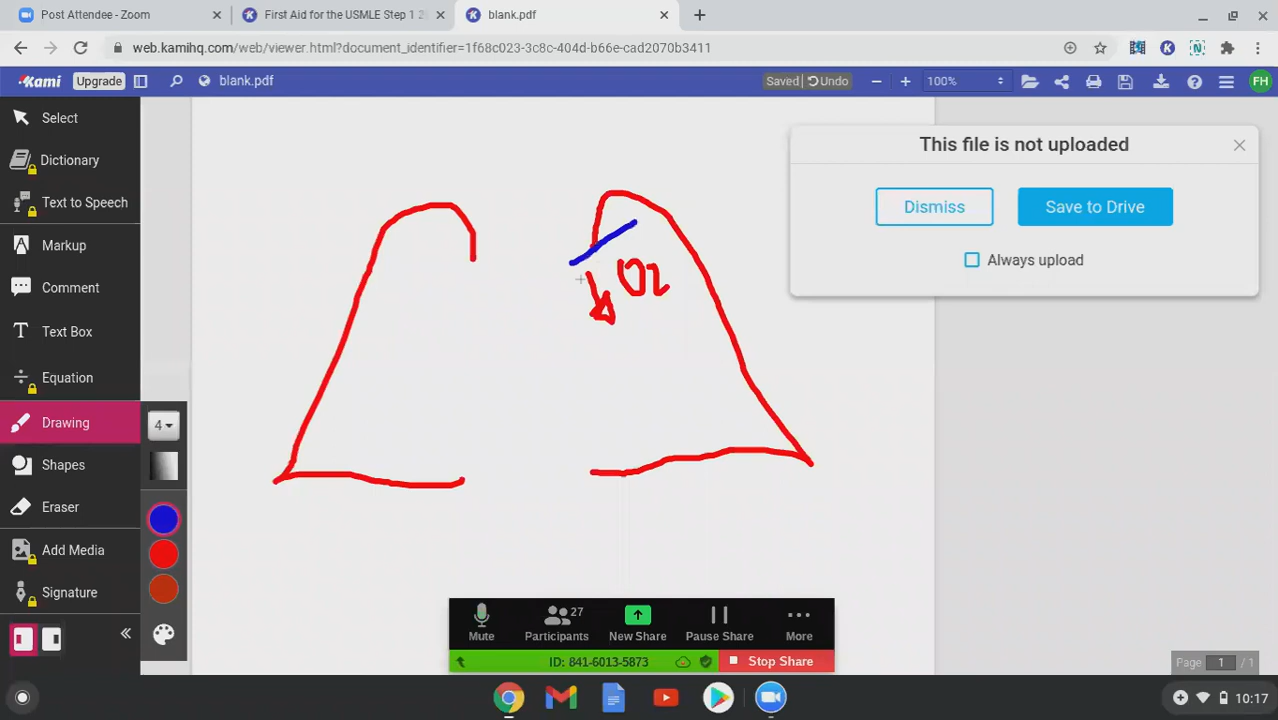 Post Attendee - Zoom
First Aid for the USMLE Step 1 2
blank.pdf
web.kamihq.com/web/viewer.html?document_identifier=1f68c023-3c8c-404d-b66e-cad2070b3411
Kami
Upgrade
blank.pdf
Saved
Undo
100%
FH
Select
Dictionary
Text to Speech
Markup
Comment
Text Box
Equation
Drawing
Shapes
Eraser
Add Media
Signature
4
This file is not uploaded
Dismiss
Save to Drive
Always upload
O2
Mute
Participants
27
New Share
Pause Share
More
ID: 841-6013-5873
Stop Share
Page 1 / 1
10:17